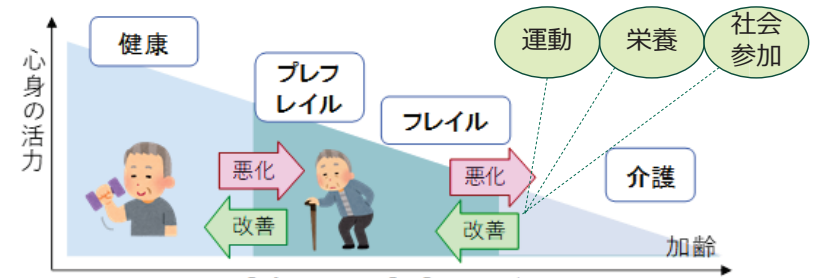 健康
プレフ
レイル
フレイル
運動
栄養
社会
参加
心身の活力
悪化
改善
悪化
改善
介護
加齢